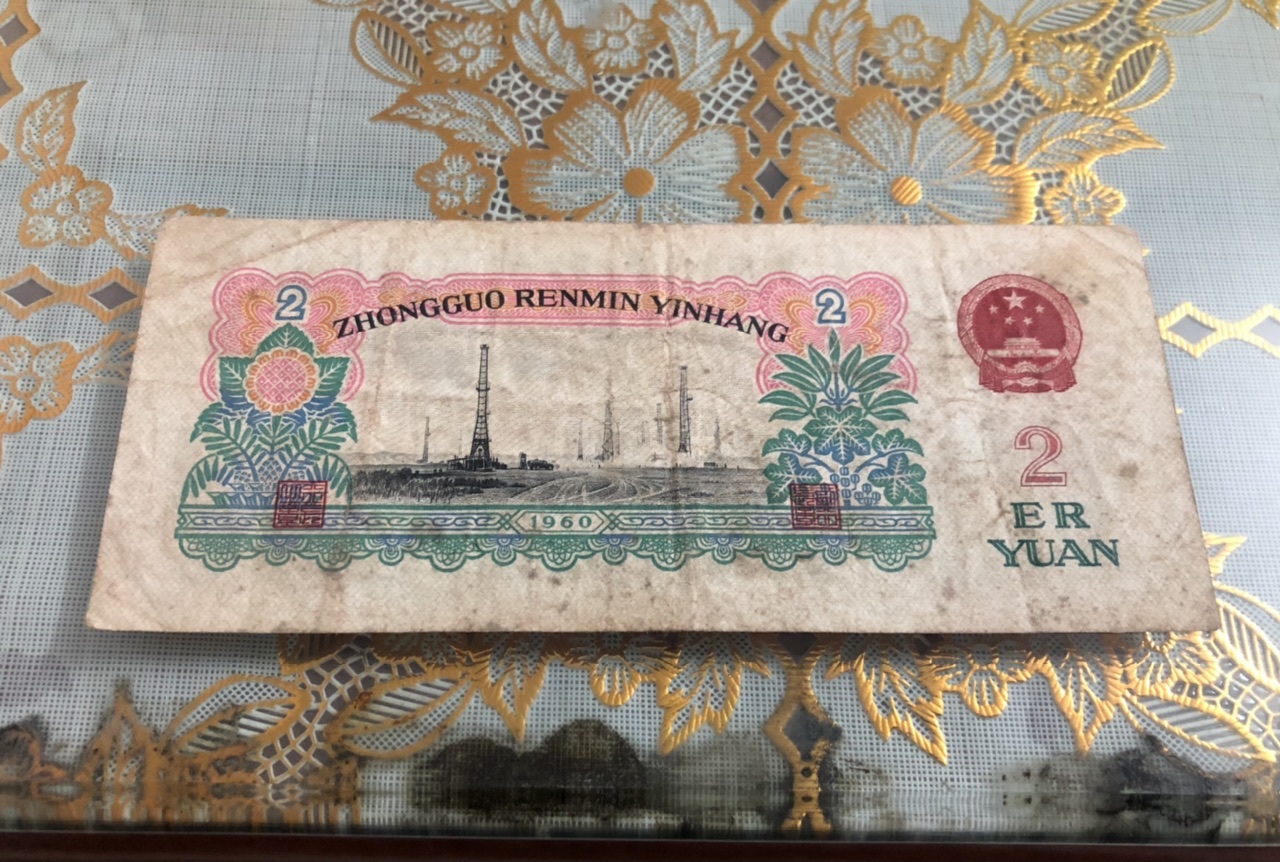 2 2
ZHONGGUO RENMIN YINHANG
1960
2
ER
YUAN